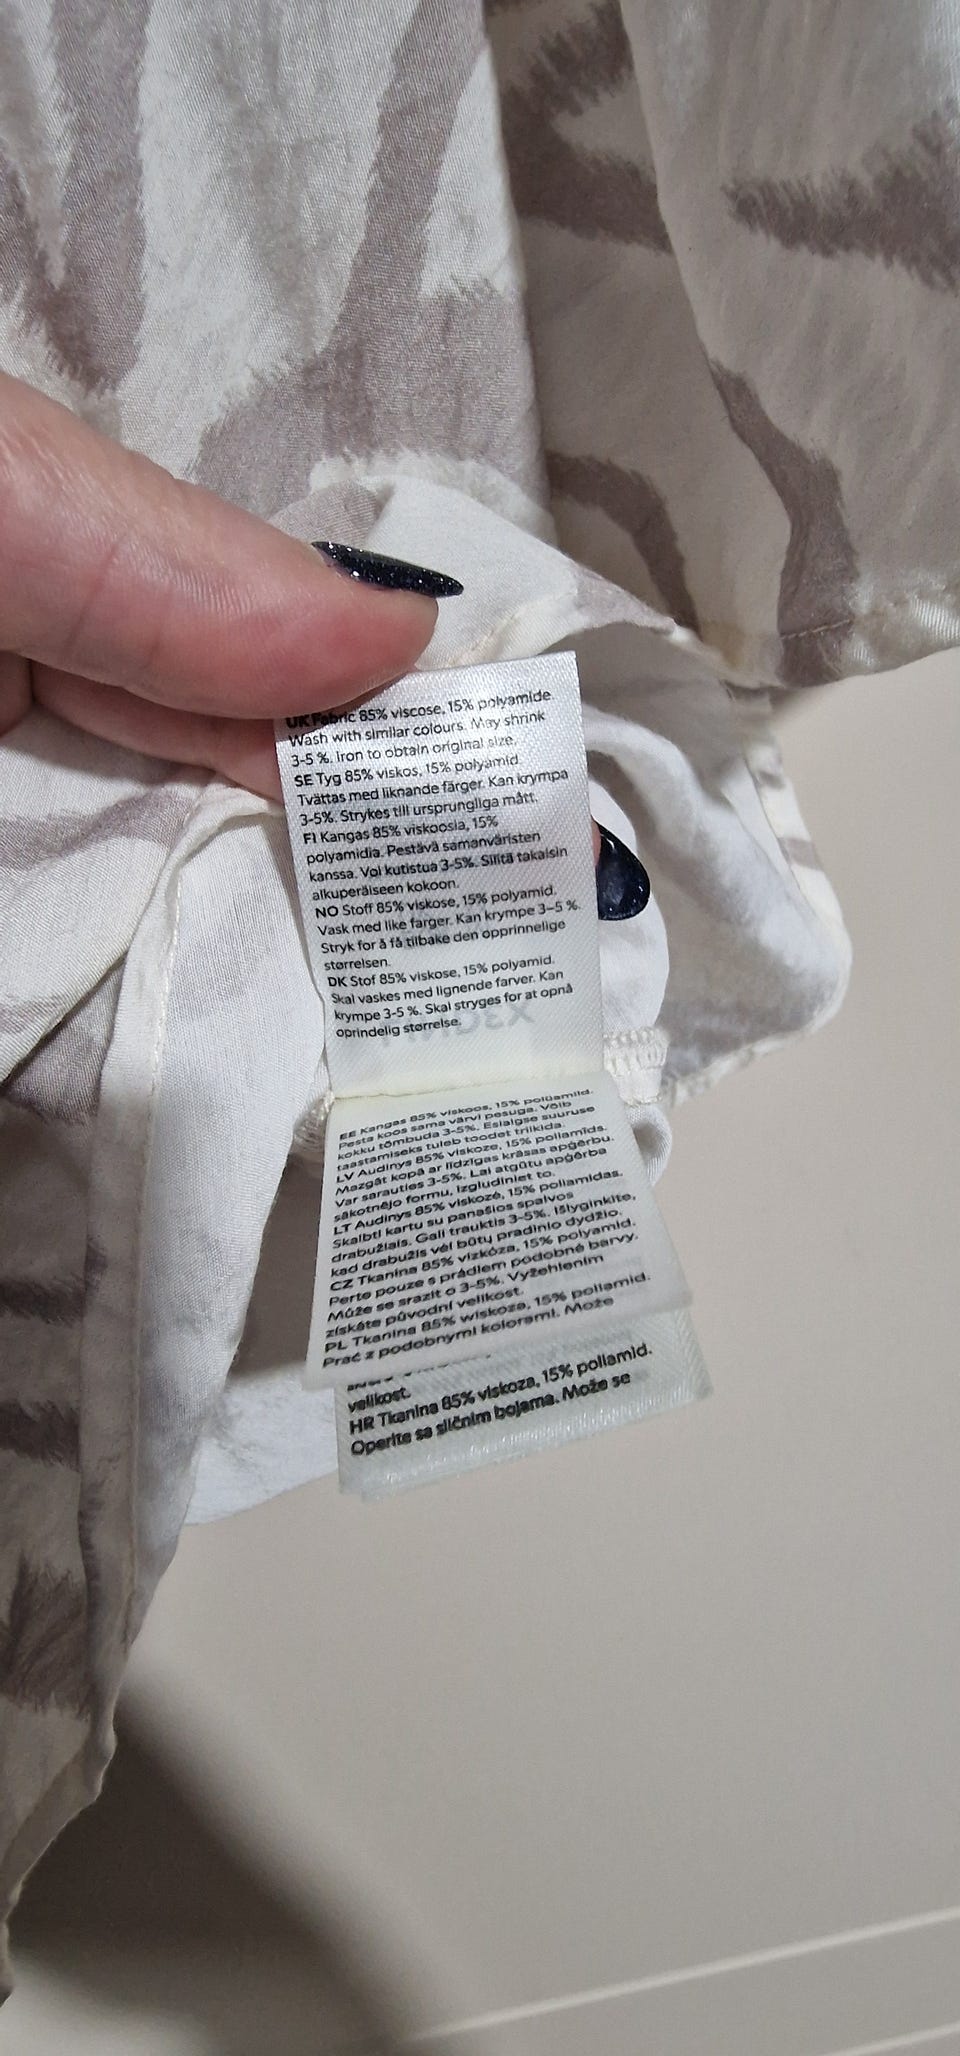 UK Fabric 85% viscose, 15% polyamide
Wash with similar colours. May shrink
3-5 %. Iron to obtain original size.
SE Tyg 85% viskos, 15% polyamid.
Tvättas med liknande färger. Kan krympa
3-5%. Strykes till ursprungliga mått.
FI Kangas 85% viskoosia, 15%
polyamidia. Pestävä samanväristen
kanssa. Voi kutistua 3-5%. Silitä takaisin
alkuperäiseen kokoon.
NO Stoff 85% viskose, 15% polyamid.
Vask med like farger. Kan krympe 3-5 %.
Stryk for å få tilbake den opprinnelige
størrelsen.
DK Stof 85% viskose, 15% polyamid.
Skal vaskes med lignende farver. Kan
krympe 3-5 %. Skal stryges for at opnå
oprindelig størrelse.
EE Kangas 85% viskoos, 15% polüamiid.
Pesta koos sama värvi pesuga. Võib
kokku tõmbuda 3-5%. Esialgse suuruse
taastamiseks tuleb toodet triikida.
LV Audinys 85% viskoze, 15% poliamīds.
Mazgāt kopā ar līdzīgas krāsas apģērbu.
Var sarauties 3-5%. Lai atgūtu apģērba
sākotnējo formu, izgludiniet to.
LT Audinys 85% viskozė, 15% poliamidas.
Skalbti kartu su panašios spalvos
drabužiais. Gali trauktis 3-5%. Išlyginkite,
kad drabužis vėl būtų pradinio dydžio.
CZ Tkanina 85% vizkóza, 15% polyamid.
Perte pouze s prádlem podobné barvy.
Může se srazit o 3-5%. Vyžehlením
získáte původní velikost.
PL Tkanina 85% wiskoza, 15% poliamid.
Prać z podobnymi kolorami. Może
velikost.
HR Tkanina 85% viskoza, 15% poliamid.
Operite sa sličnim bojama. Može se